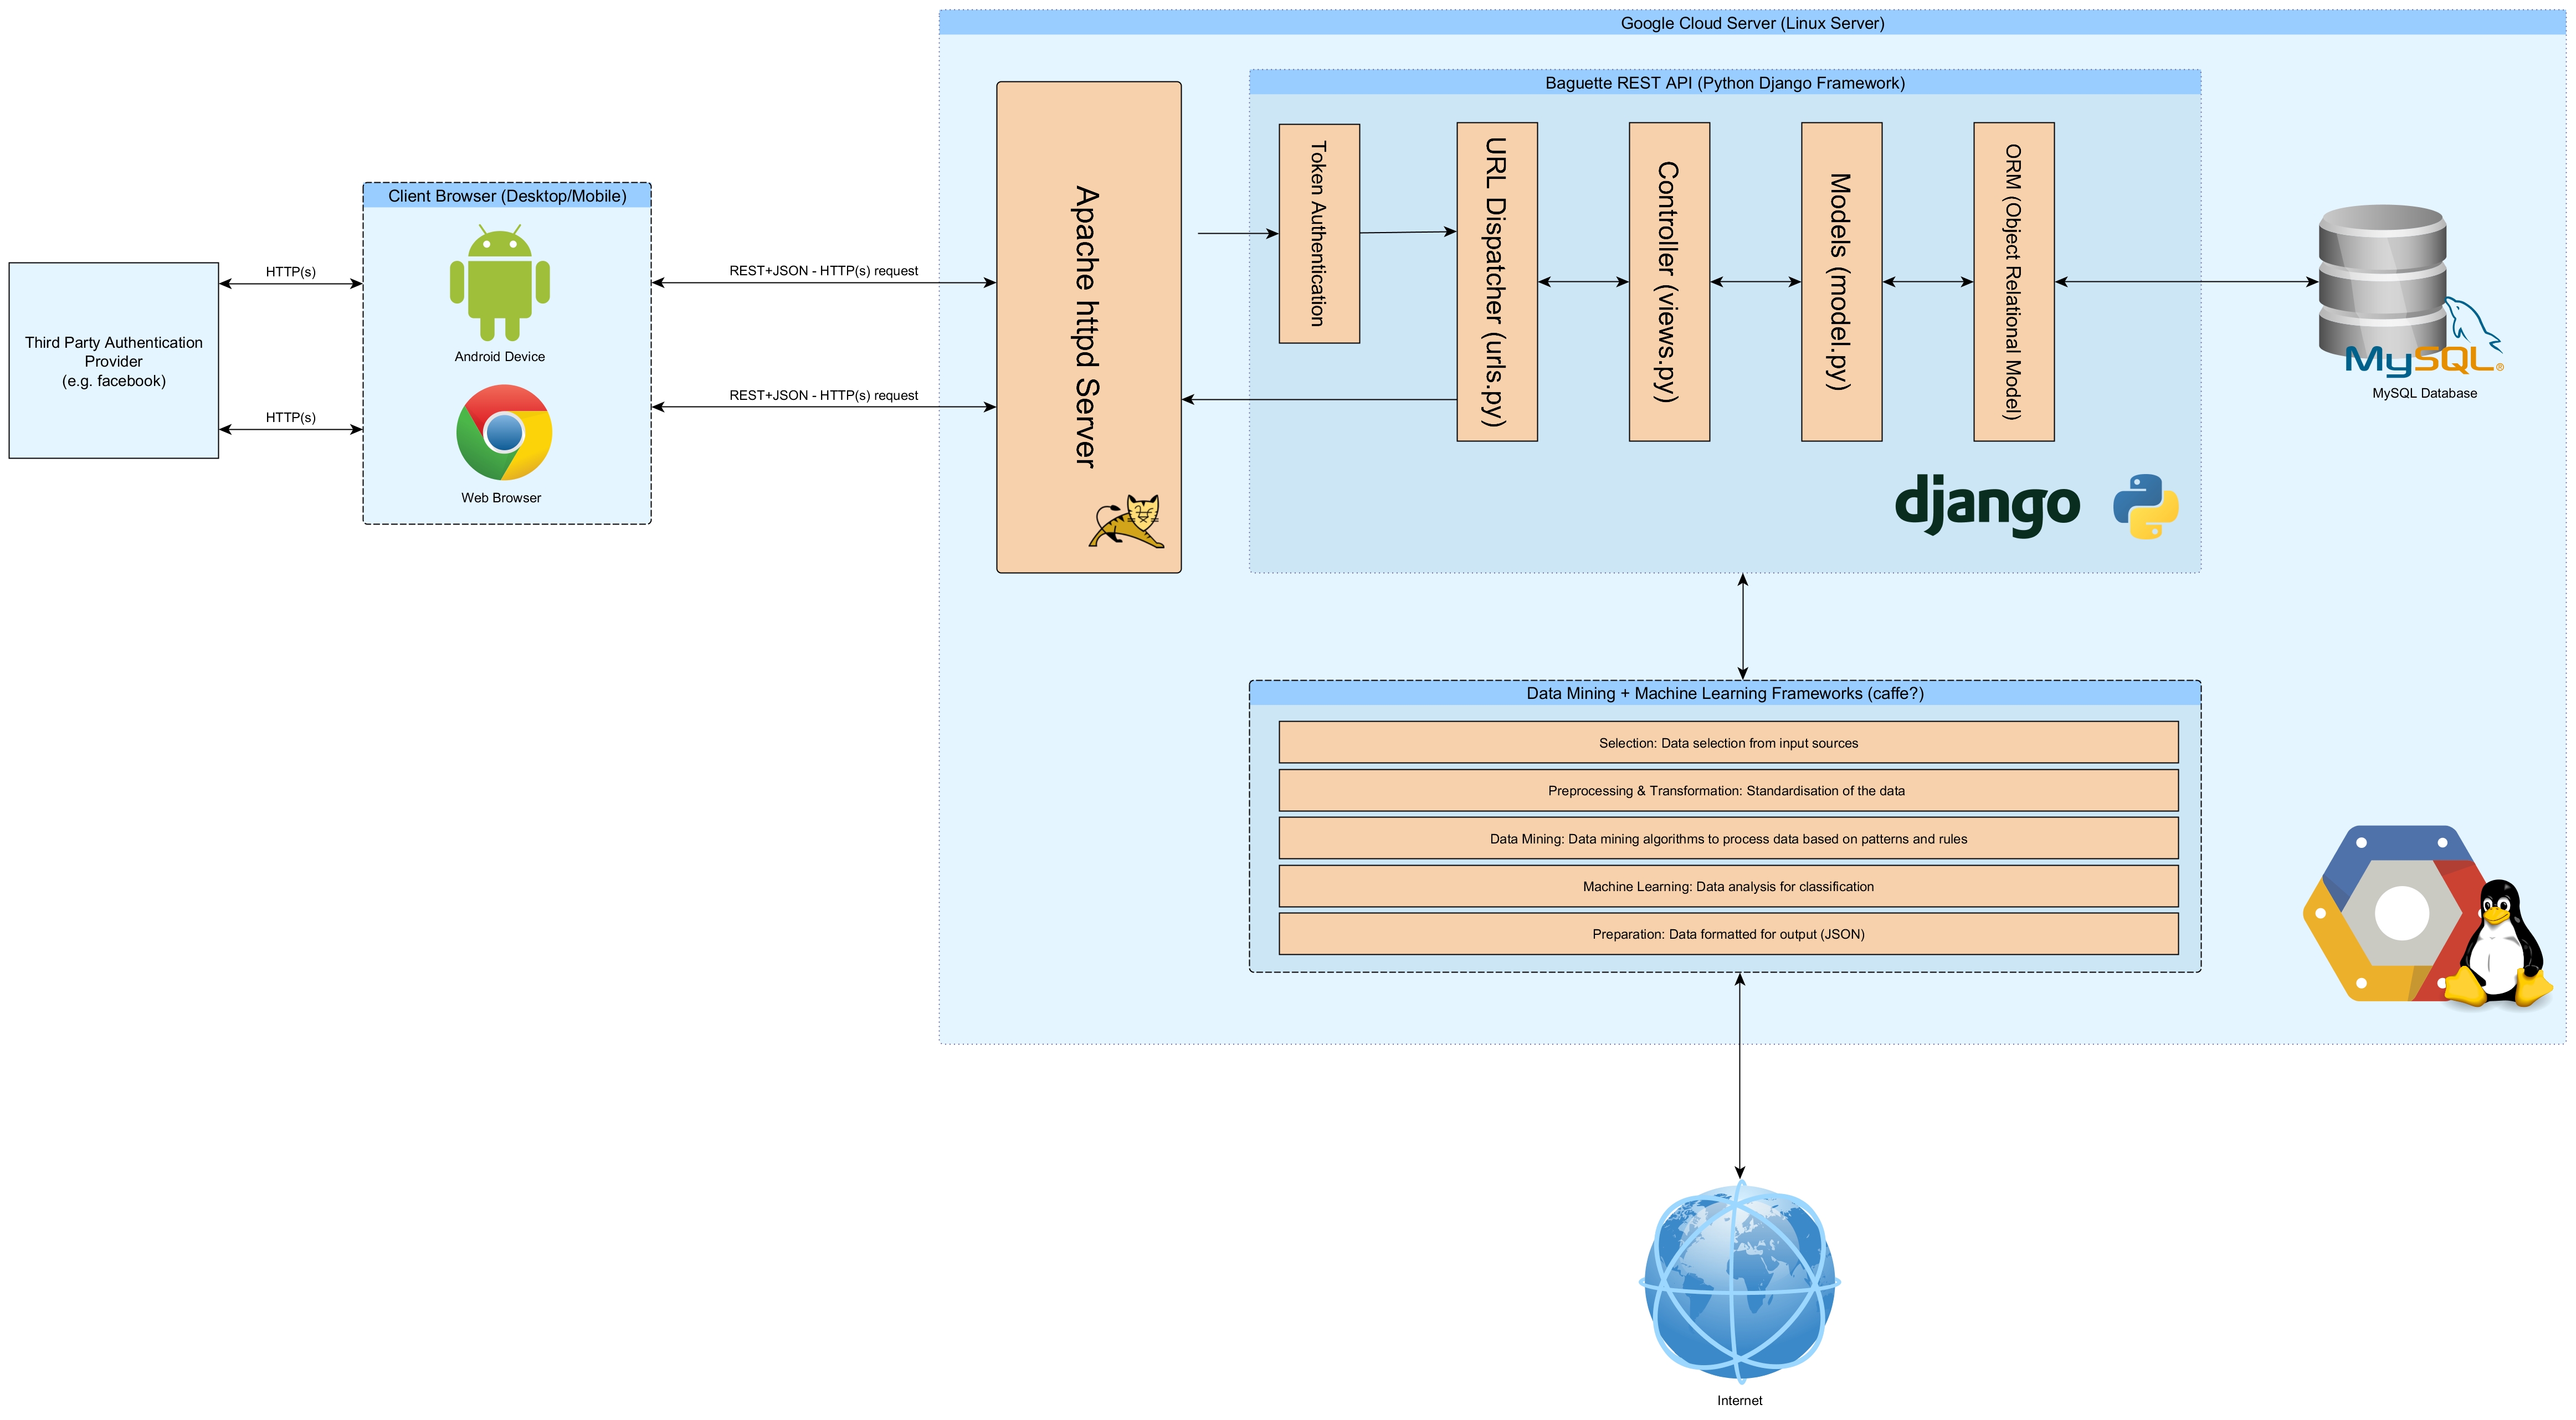 Google Cloud Server (Linux Server)
Baguette REST API (Python Django Framework)
Third Party Authentication
Provider
(e.g. facebook)
HTTP(s)
HTTP(s)
Client Browser (Desktop/Mobile)
Android Device
Web Browser
REST+JSON - HTTP(s) request
REST+JSON - HTTP(s) request
Apache httpd Server
Token Authentication
URL Dispatcher (urls.py)
Controller (views.py)
Models (model.py)
ORM (Object Relational Model)
django
MySQL®
MySQL Database
Data Mining + Machine Learning Frameworks (caffe?)
Selection: Data selection from input sources
Preprocessing & Transformation: Standardisation of the data
Data Mining: Data mining algorithms to process data based on patterns and rules
Machine Learning: Data analysis for classification
Preparation: Data formatted for output (JSON)
Internet